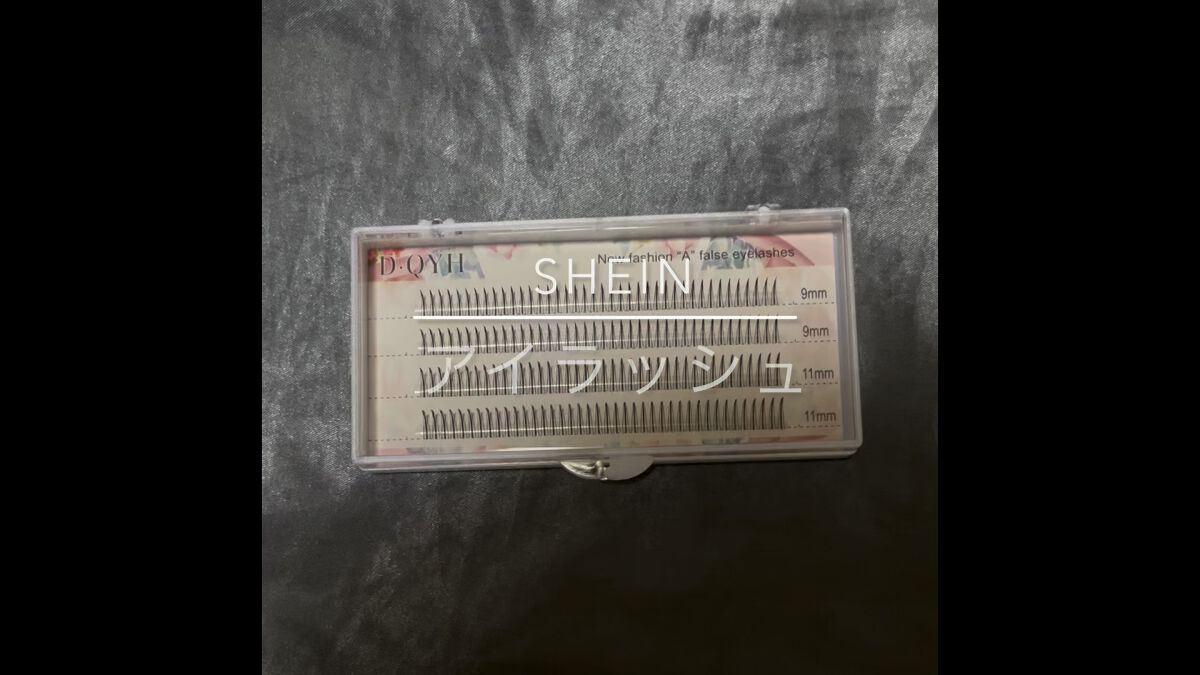 D·QYH
New fashion "A" false eyelashes
SHEIN
9mm
9mm
アイラッシュ
11mm
11mm